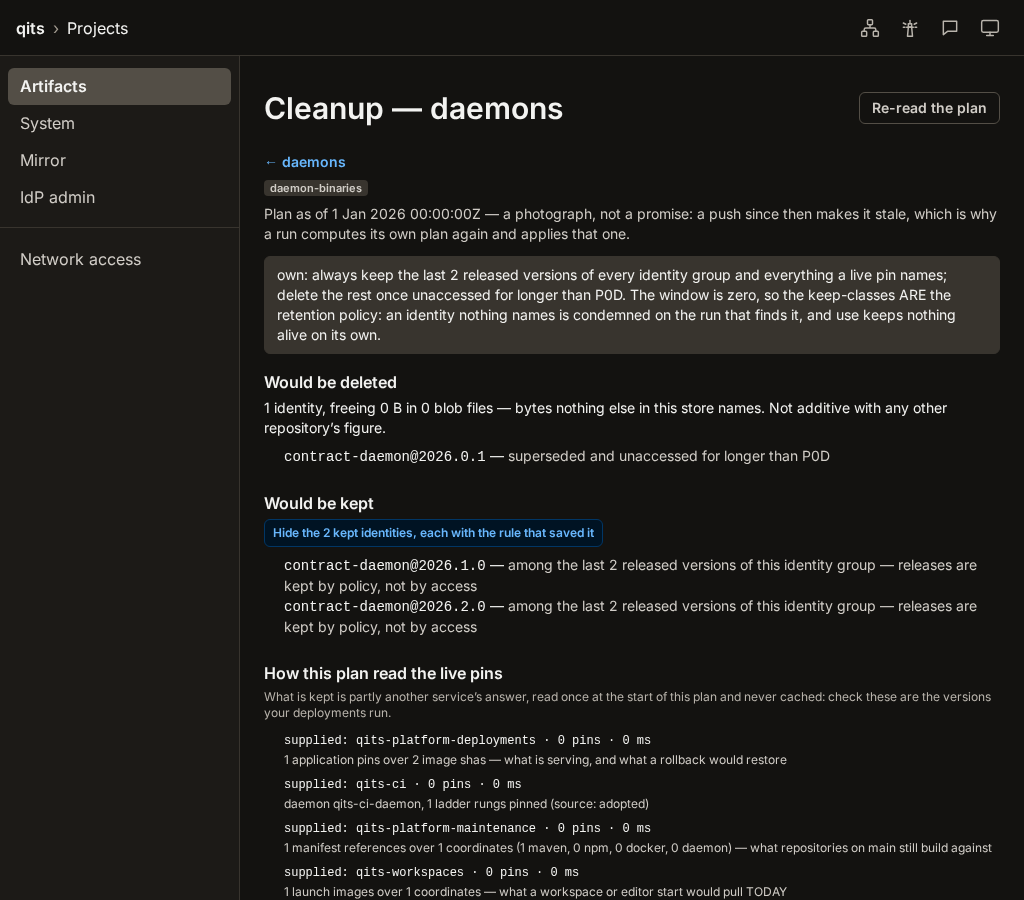 qits › Projects
Artifacts
System
Mirror
IdP admin
Network access
Cleanup — daemons
Re-read the plan
← daemons
daemon-binaries
Plan as of 1 Jan 2026 00:00:00Z — a photograph, not a promise: a push since then makes it stale, which is why
a run computes its own plan again and applies that one.
own: always keep the last 2 released versions of every identity group and everything a live pin names;
delete the rest once unaccessed for longer than P0D. The window is zero, so the keep-classes ARE the
retention policy: an identity nothing names is condemned on the run that finds it, and use keeps nothing
alive on its own.
Would be deleted
1 identity, freeing 0 B in 0 blob files — bytes nothing else in this store names. Not additive with any other
repository’s figure.
contract-daemon@2026.0.1 — superseded and unaccessed for longer than P0D
Would be kept
Hide the 2 kept identities, each with the rule that saved it
contract-daemon@2026.1.0 — among the last 2 released versions of this identity group — releases are
kept by policy, not by access
contract-daemon@2026.2.0 — among the last 2 released versions of this identity group — releases are
kept by policy, not by access
How this plan read the live pins
What is kept is partly another service’s answer, read once at the start of this plan and never cached: check these are the versions
your deployments run.
supplied: qits-platform-deployments · 0 pins · 0 ms
1 application pins over 2 image shas — what is serving, and what a rollback would restore
supplied: qits-ci · 0 pins · 0 ms
daemon qits-ci-daemon, 1 ladder rungs pinned (source: adopted)
supplied: qits-platform-maintenance · 0 pins · 0 ms
1 manifest references over 1 coordinates (1 maven, 0 npm, 0 docker, 0 daemon) — what repositories on main still build against
supplied: qits-workspaces · 0 pins · 0 ms
1 launch images over 1 coordinates — what a workspace or editor start would pull TODAY